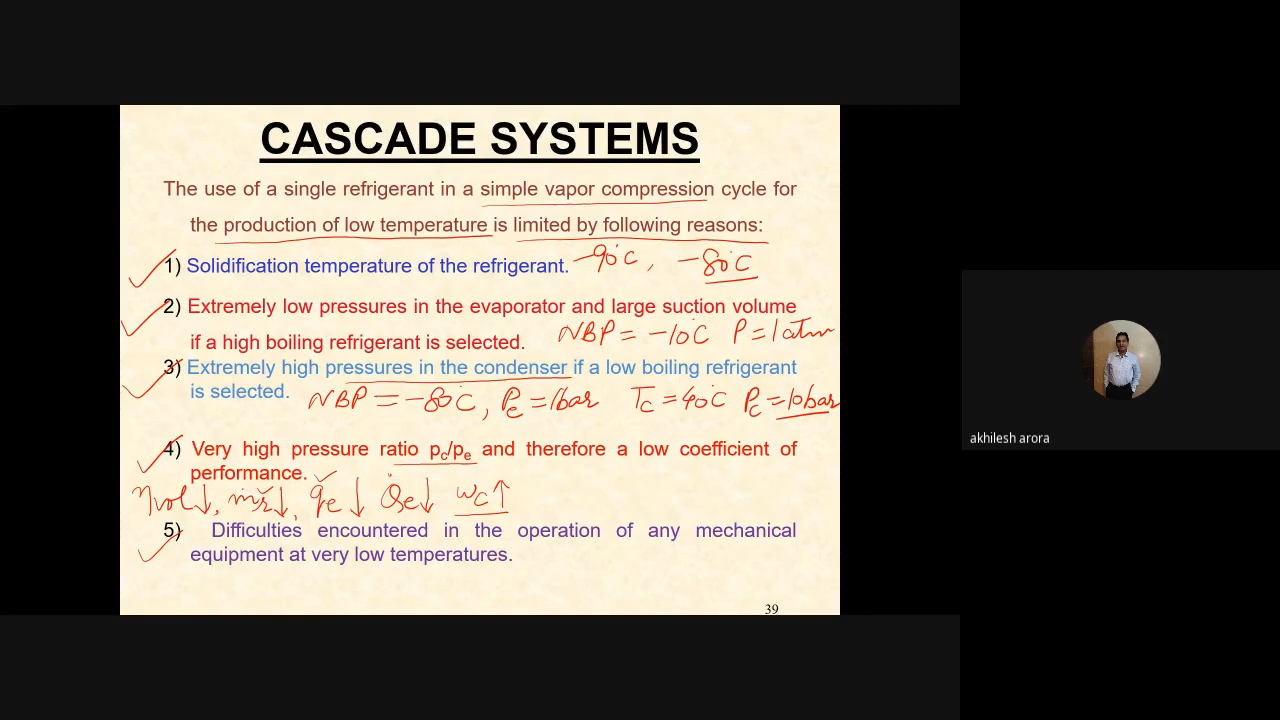 CASCADE SYSTEMS
The use of a single refrigerant in a simple vapor compression cycle for
the production of low temperature is limited by following reasons:
1) Solidification temperature of the refrigerant. -90°C, -80°C
2) Extremely low pressures in the evaporator and large suction volume
if a high boiling refrigerant is selected. NBP = -10°C P = 1 atm
3) Extremely high pressures in the condenser if a low boiling refrigerant
is selected. NBP = -80°C, Pe = 1bar Tc = 40°C Pc = 10bar
4) Very high pressure ratio pc/pe and therefore a low coefficient of
performance.
ηvol↓, ṁr↓, qe↓ Q̇e↓ wc↑
5) Difficulties encountered in the operation of any mechanical
equipment at very low temperatures.
39
akhilesh arora